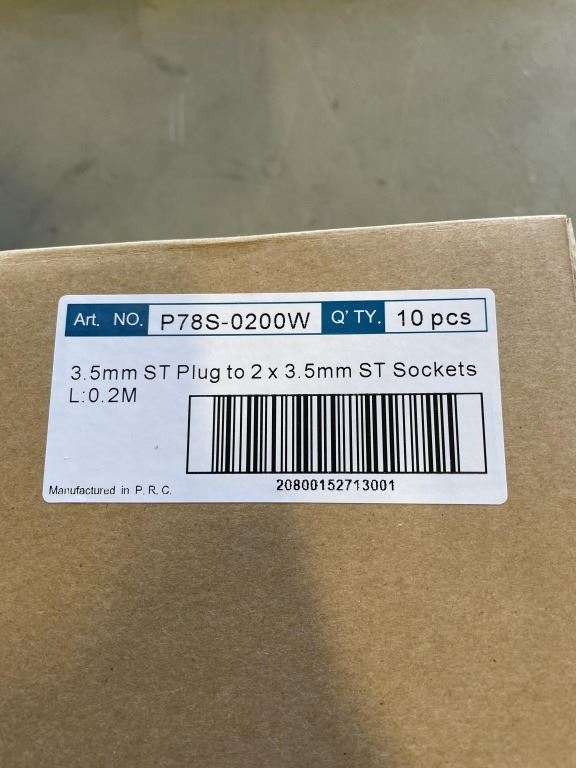 Art. NO. P78S-0200W Q'TY. 10 pcs
3.5mm ST Plug to 2 x 3.5mm ST Sockets
L:0.2M
Manufactured in P.R.C. 20800152713001